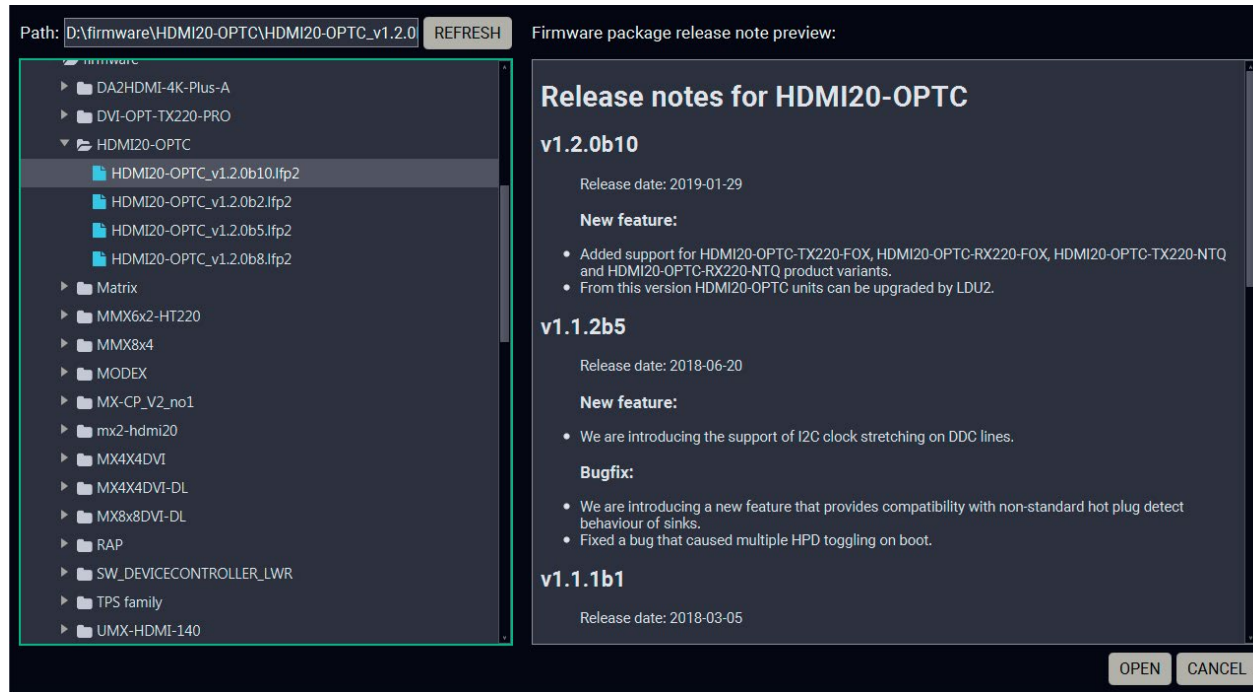 Path: D:\firmware\HDMI20-OPTC\HDMI20-OPTC_v1.2.0 REFRESH
firmware
DA2HDMI-4K-Plus-A
DVI-OPT-TX220-PRO
HDMI20-OPTC
HDMI20-OPTC_v1.2.0b10.lfp2
HDMI20-OPTC_v1.2.0b2.lfp2
HDMI20-OPTC_v1.2.0b5.lfp2
HDMI20-OPTC_v1.2.0b8.lfp2
Matrix
MMX6x2-HT220
MMX8x4
MODEX
MX-CP_V2_no1
mx2-hdmi20
MX4X4DVI
MX4X4DVI-DL
MX8x8DVI-DL
RAP
SW_DEVICECONTROLLER_LWR
TPS family
UMX-HDMI-140
Firmware package release note preview:
Release notes for HDMI20-OPTC
v1.2.0b10
Release date: 2019-01-29
New feature:
• Added support for HDMI20-OPTC-TX220-FOX, HDMI20-OPTC-RX220-FOX, HDMI20-OPTC-TX220-NTQ
and HDMI20-OPTC-RX220-NTQ product variants.
• From this version HDMI20-OPTC units can be upgraded by LDU2.
v1.1.2b5
Release date: 2018-06-20
New feature:
• We are introducing the support of I2C clock stretching on DDC lines.
Bugfix:
• We are introducing a new feature that provides compatibility with non-standard hot plug detect
behaviour of sinks.
• Fixed a bug that caused multiple HPD toggling on boot.
v1.1.1b1
Release date: 2018-03-05
OPEN CANCEL